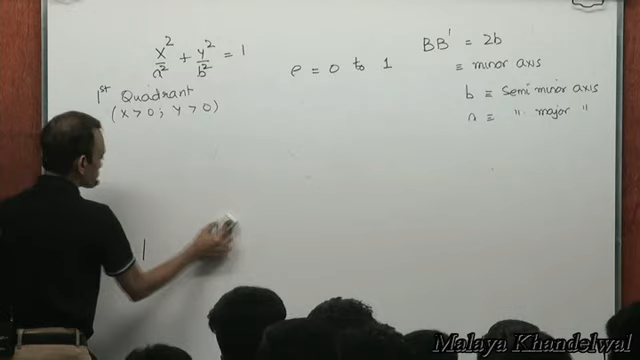 x²/a² + y²/b² = 1
1st Quadrant
(x > 0 ; y > 0)
e = 0 to 1
BB' = 2b
≡ minor axis
b ≡ semi minor axis
a ≡ " major "
Malaya Khandelwal